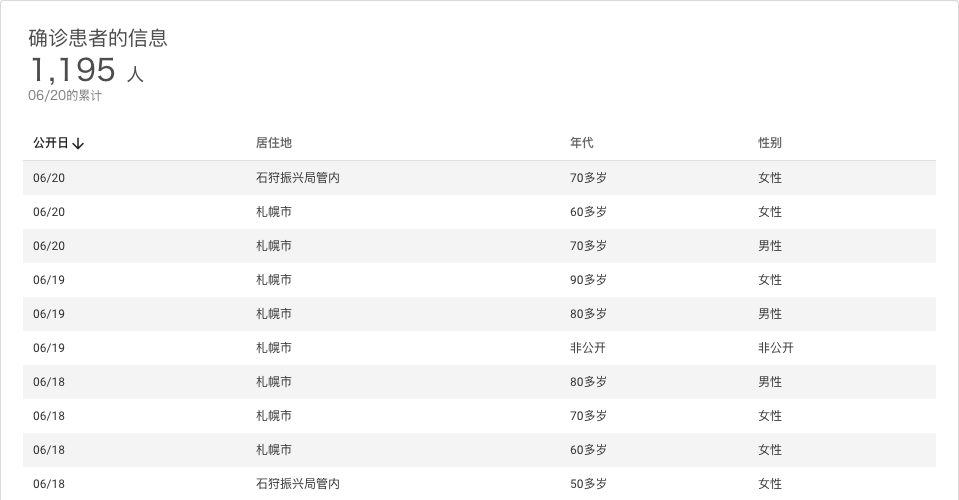 确诊患者的信息
1,195 人
06/20的累计
公开日↓ 居住地 年代 性别
06/20 石狩振兴局管内 70多岁 女性
06/20 札幌市 60多岁 女性
06/20 札幌市 70多岁 男性
06/19 札幌市 90多岁 女性
06/19 札幌市 80多岁 男性
06/19 札幌市 非公开 非公开
06/18 札幌市 80多岁 男性
06/18 札幌市 70多岁 女性
06/18 札幌市 60多岁 女性
06/18 石狩振兴局管内 50多岁 女性